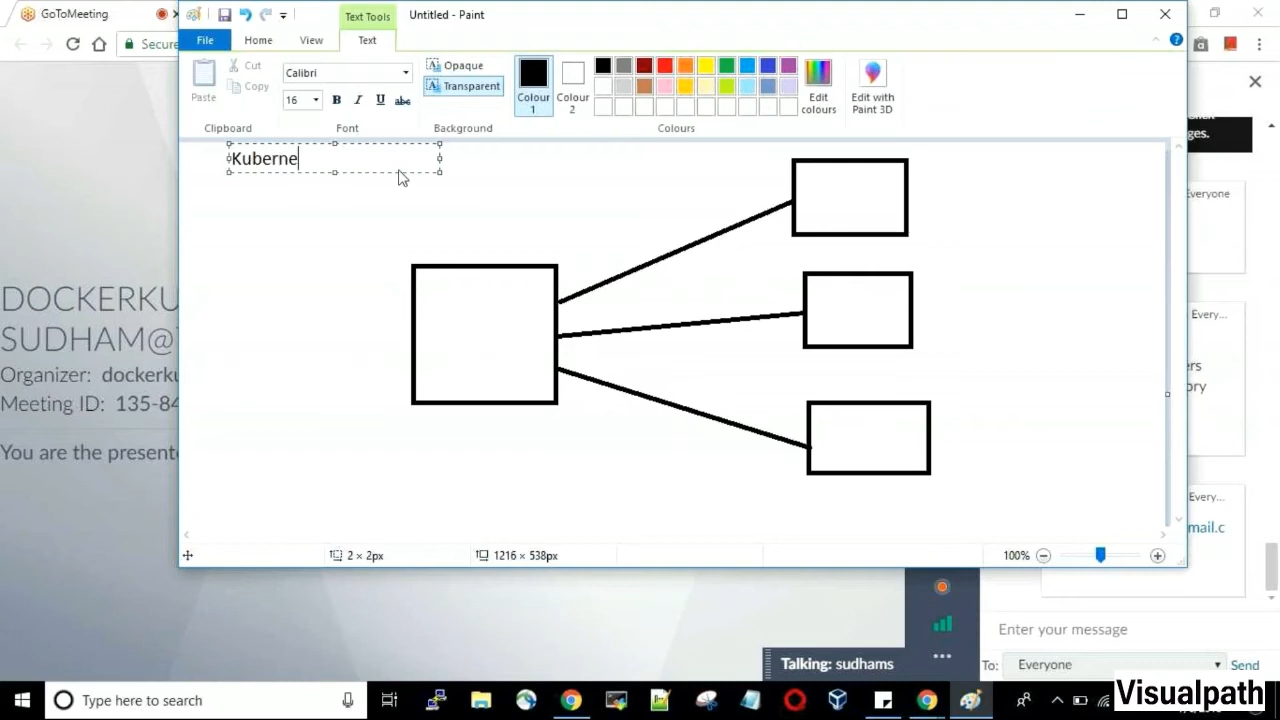 GoToMeeting
Untitled - Paint
Text Tools
File
Home
View
Text
Secure
Paste
Cut
Copy
Calibri
16
B
I
U
abc
Opaque
Transparent
Colour
1
Colour
2
Edit
colours
Edit with
Paint 3D
Clipboard
Font
Background
Colours
Kuberne
ges.
Everyone
DOCKERKU
SUDHAM@
Organizer: dockerku
Meeting ID: 135-84
You are the presente
Every...
ers
ory
Every...
mail.c
2 × 2px
1216 × 538px
100%
Enter your message
Talking: sudhams
To:
Everyone
Send
Type here to search
Visualpath